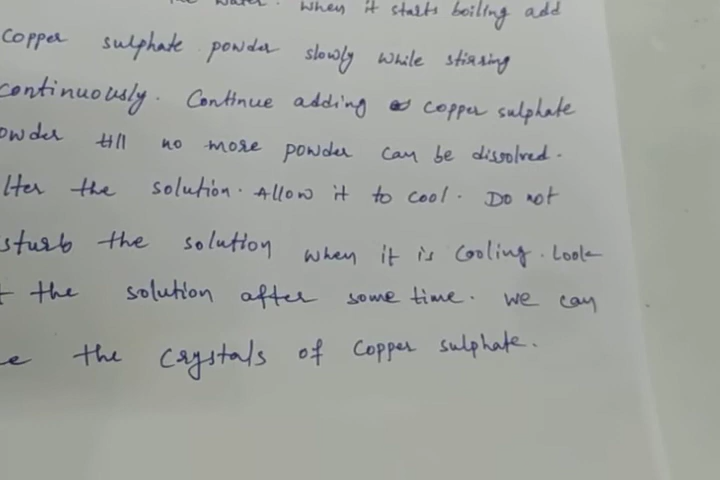 the water. When it starts boiling add
Copper sulphate powder slowly while stirring
continuously. Continue adding copper sulphate
owder till no more powder can be dissolved.
lter the solution. Allow it to cool. Do not
sturb the solution when it is cooling. Look
t the solution after some time. We can
e the crystals of copper sulphate.